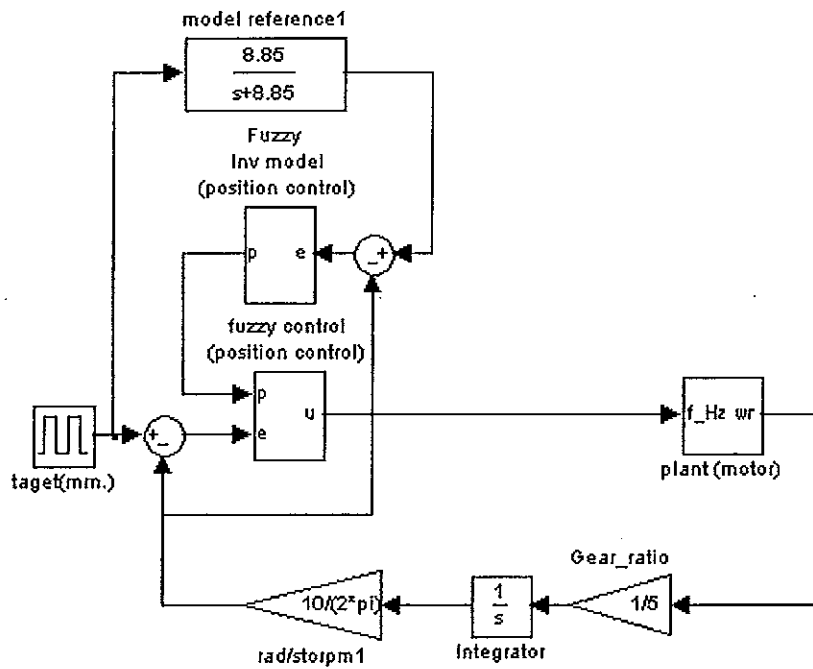 model reference1
8.85
s+8.85
Fuzzy
Inv model
(position control)
p e
- +
fuzzy control
(position control)
p
u
e
+ -
taget(mm.)
f_Hz wr
plant (motor)
Gear_ratio
10/(2*pi)
1
s
1/5
rad/storpm1
Integrator